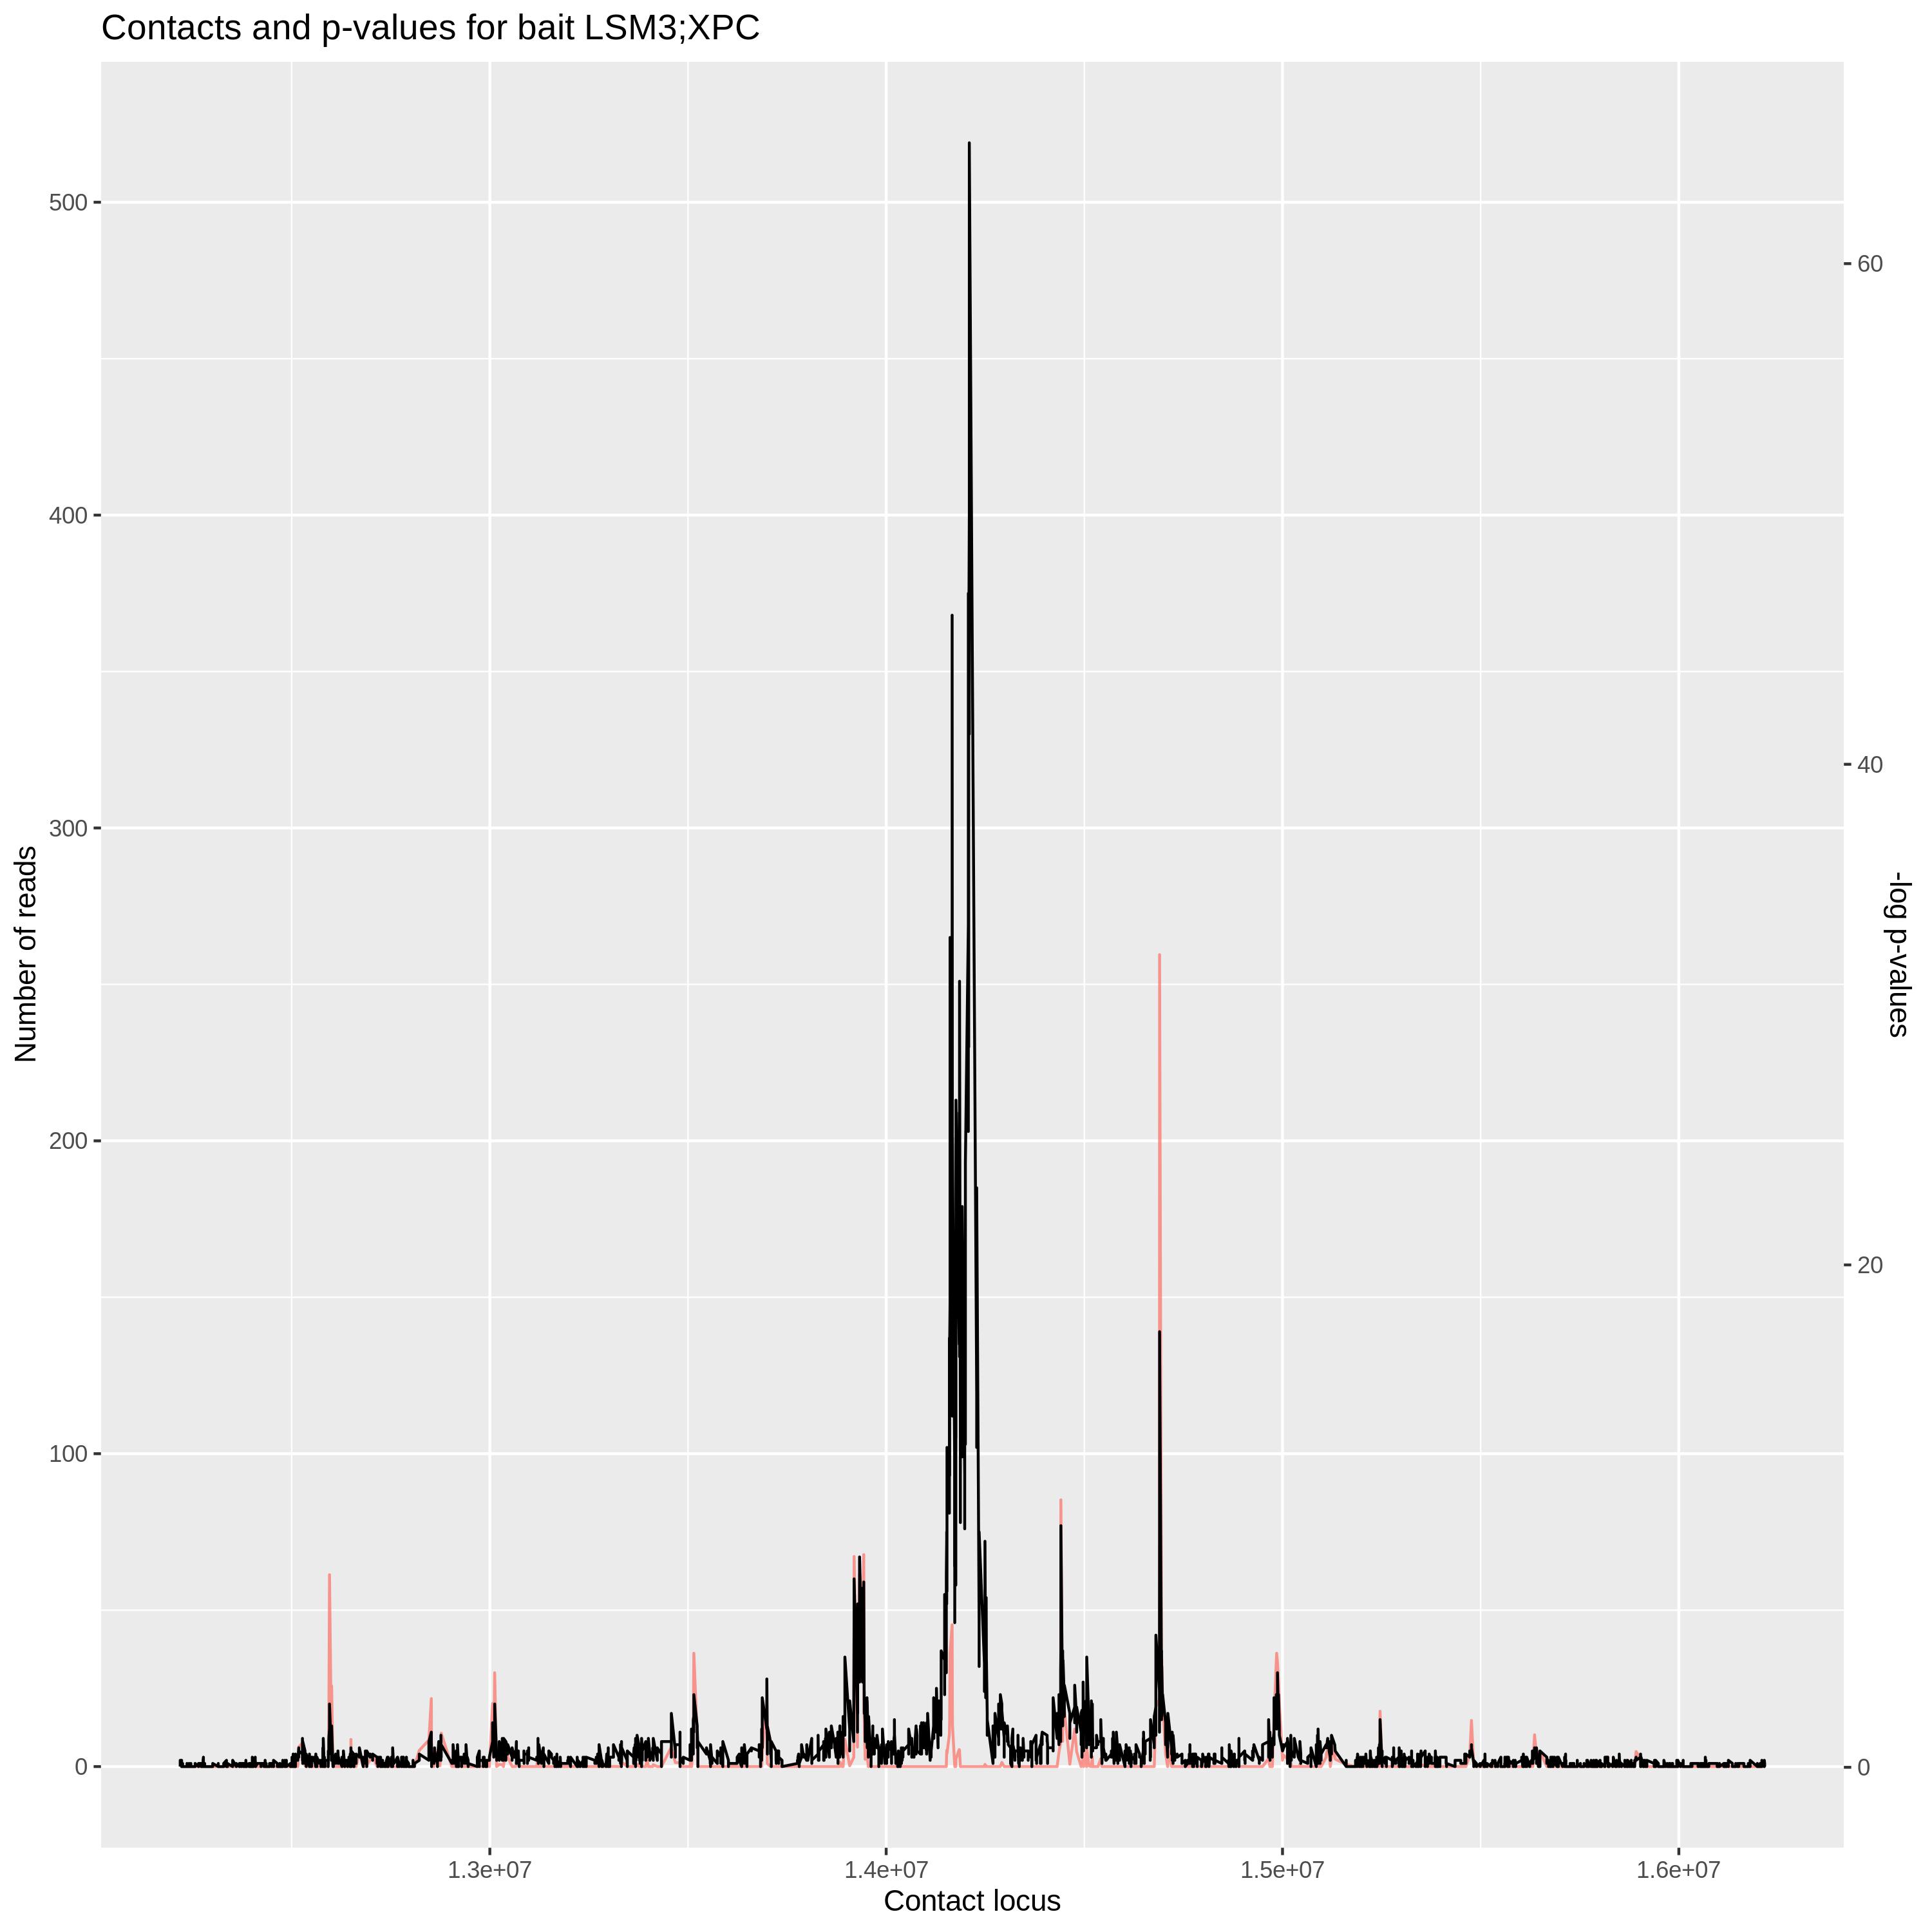 Contacts and p-values for bait LSM3;XPC
500
400
300
200
100
0
Number of reads
60
40
20
0
-log p-values
1.3e+07
1.4e+07
1.5e+07
1.6e+07
Contact locus